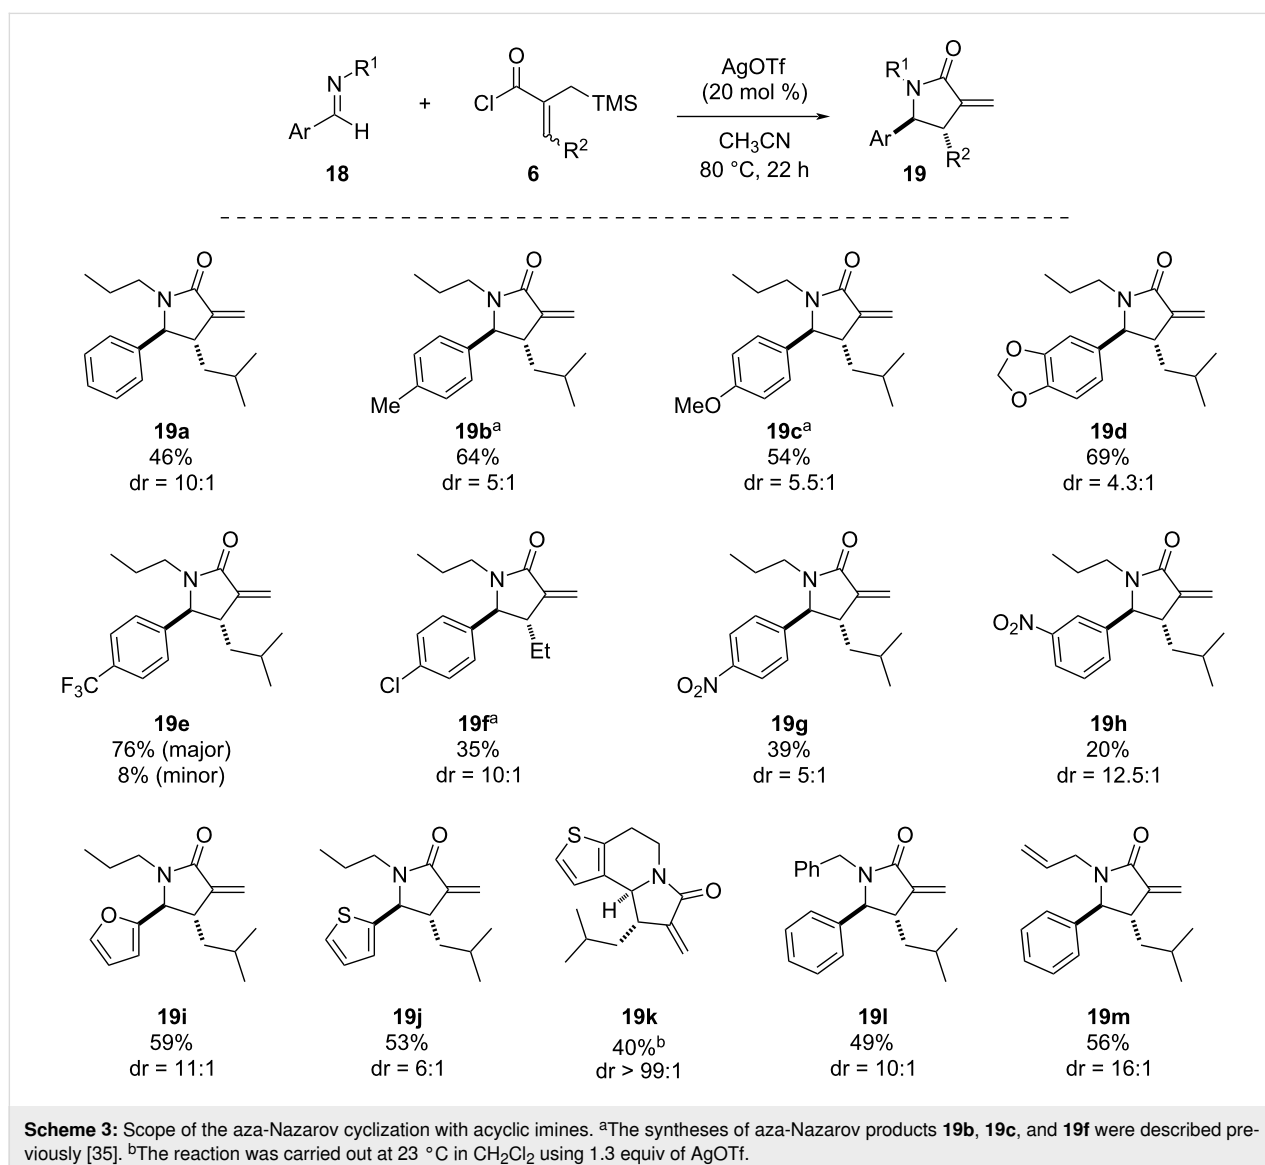 O
R¹
N
Ar
H
18
+
O
Cl
TMS
R²
6
AgOTf
(20 mol %)
CH₃CN
80 °C, 22 h
O
R¹
N
Ar
R²
19
O
N
19a
46%
dr = 10:1
O
N
Me
19bᵃ
64%
dr = 5:1
O
N
MeO
19cᵃ
54%
dr = 5.5:1
O
N
O
O
19d
69%
dr = 4.3:1
O
N
F₃C
19e
76% (major)
8% (minor)
O
N
Et
Cl
19fᵃ
35%
dr = 10:1
O
N
O₂N
19g
39%
dr = 5:1
O
N
O₂N
19h
20%
dr = 12.5:1
O
N
O
19i
59%
dr = 11:1
O
N
S
19j
53%
dr = 6:1
S
N
O
H
19k
40%ᵇ
dr > 99:1
O
Ph
N
19l
49%
dr = 10:1
O
N
19m
56%
dr = 16:1
Scheme 3: Scope of the aza-Nazarov cyclization with acyclic imines. ᵃThe syntheses of aza-Nazarov products 19b, 19c, and 19f were described pre-
viously [35]. ᵇThe reaction was carried out at 23 °C in CH₂Cl₂ using 1.3 equiv of AgOTf.